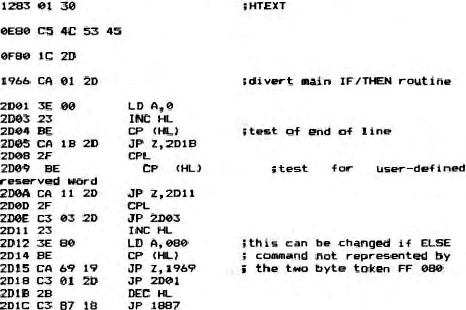 1283 01 30 ;HTEXT
0E80 C5 4C 53 45
0F80 1C 2D
1966 CA 01 2D ;divert main IF/THEN routine
2D01 3E 00 LD A,0
2D03 23 INC HL
2D04 BE CP (HL) ;test of end of line
2D05 CA 1B 2D JP Z,2D1B
2D08 2F CPL
2D09 BE CP (HL) ;test for user-defined
reserved word
2D0A CA 11 2D JP Z,2D11
2D0D 2F CPL
2D0E C3 03 2D JP 2D03
2D11 23 INC HL
2D12 3E 80 LD A,080 ;this can be changed if ELSE
2D14 BE CP (HL) ; command not represented by
2D15 CA 69 19 JP Z,1969 ; the two byte token FF 080
2D18 C3 01 2D JP 2D01
2D1B 2B DEC HL
2D1C C3 87 18 JP 1887